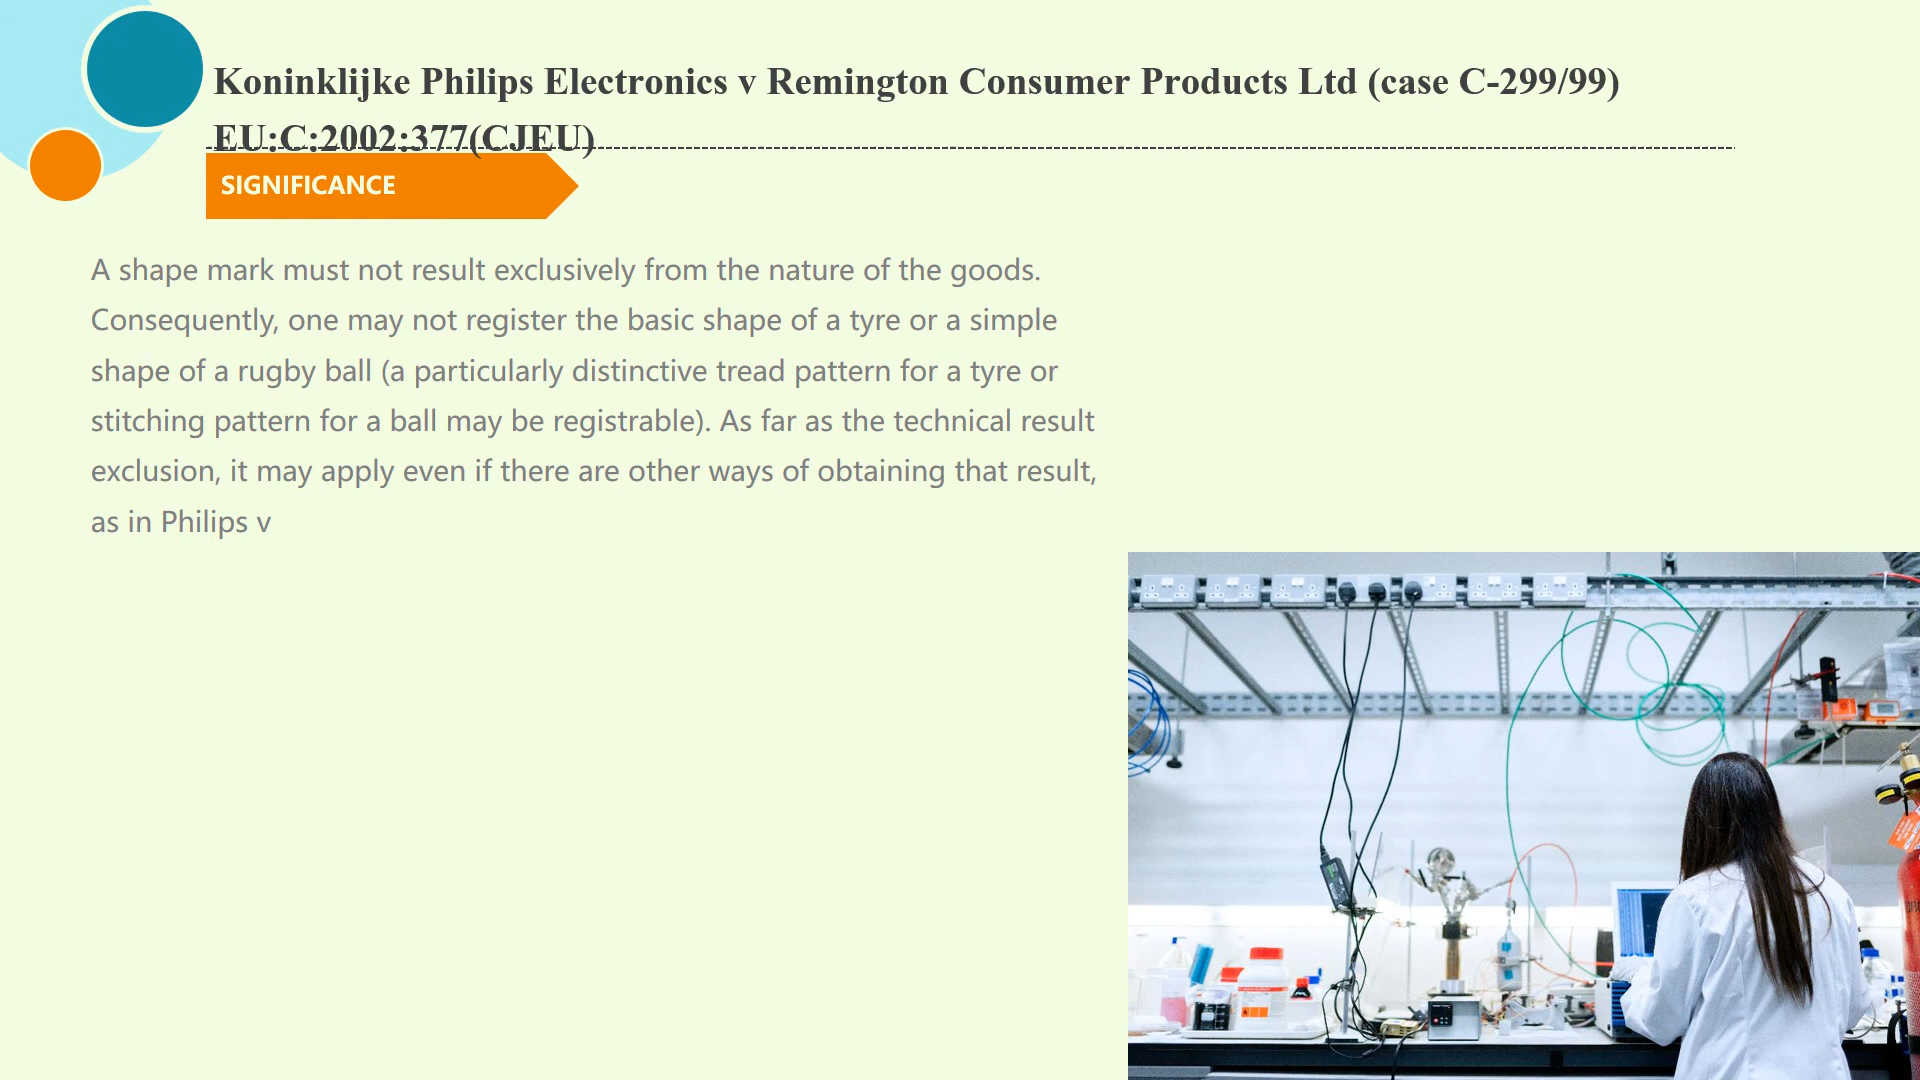 Koninklijke Philips Electronics v Remington Consumer Products Ltd (case C-299/99)
EU:C:2002:377(CJEU)
SIGNIFICANCE
A shape mark must not result exclusively from the nature of the goods.
Consequently, one may not register the basic shape of a tyre or a simple
shape of a rugby ball (a particularly distinctive tread pattern for a tyre or
stitching pattern for a ball may be registrable). As far as the technical result
exclusion, it may apply even if there are other ways of obtaining that result,
as in Philips v